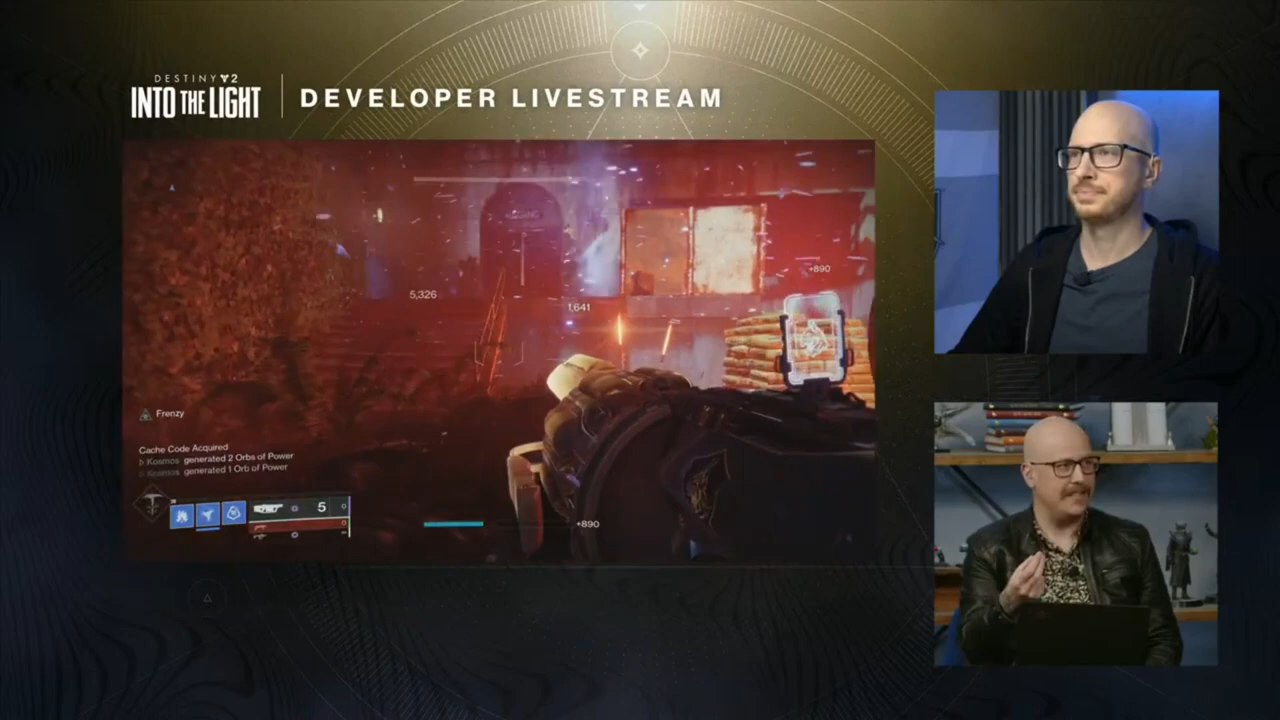 DESTINY 2
INTO THE LIGHT
DEVELOPER LIVESTREAM
+890
5,326
1,641
Frenzy
Cache Code Acquired
Kosmos generated 2 Orbs of Power
Kosmos generated 1 Orb of Power
5
0
+890